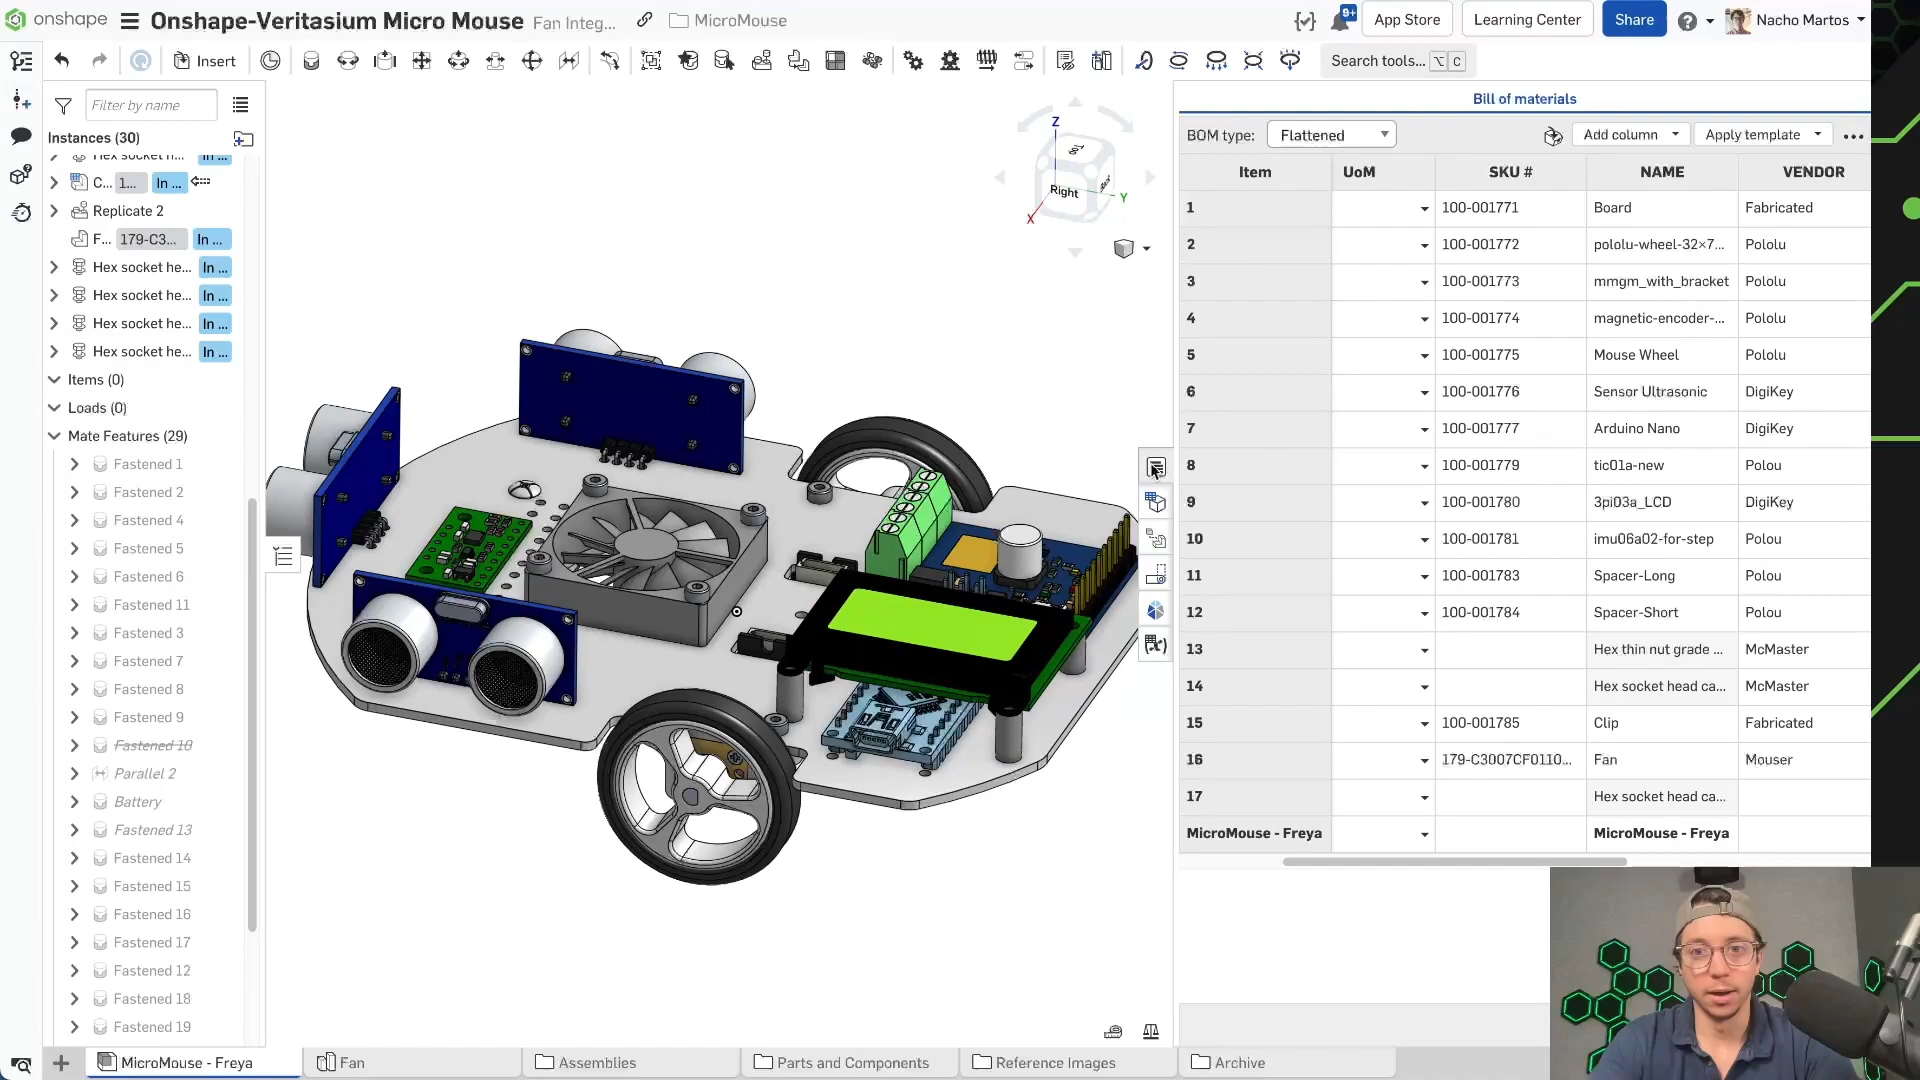 onshape
Onshape-Veritasium Micro Mouse
Fan Integ...
MicroMouse
9+
App Store
Learning Center
Share
Nacho Martos
Insert
Search tools...
⌥ C
Filter by name
Instances (30)
Hex socket h... In ...
C... 1... In ...
Replicate 2
F... 179-C3... In ...
Hex socket he... In ...
Hex socket he... In ...
Hex socket he... In ...
Hex socket he... In ...
Items (0)
Loads (0)
Mate Features (29)
Fastened 1
Fastened 2
Fastened 4
Fastened 5
Fastened 6
Fastened 11
Fastened 3
Fastened 7
Fastened 8
Fastened 9
Fastened 10
Parallel 2
Battery
Fastened 13
Fastened 14
Fastened 15
Fastened 16
Fastened 17
Fastened 12
Fastened 18
Fastened 19
Z
Right
Y
X
Bill of materials
BOM type: Flattened
Add column
Apply template
Item UoM SKU # NAME VENDOR
1 100-001771 Board Fabricated
2 100-001772 pololu-wheel-32×7... Pololu
3 100-001773 mmgm_with_bracket Pololu
4 100-001774 magnetic-encoder-... Pololu
5 100-001775 Mouse Wheel Pololu
6 100-001776 Sensor Ultrasonic DigiKey
7 100-001777 Arduino Nano DigiKey
8 100-001779 tic01a-new Polou
9 100-001780 3pi03a_LCD DigiKey
10 100-001781 imu06a02-for-step Polou
11 100-001783 Spacer-Long Polou
12 100-001784 Spacer-Short Polou
13 Hex thin nut grade ... McMaster
14 Hex socket head ca... McMaster
15 100-001785 Clip Fabricated
16 179-C3007CF0110... Fan Mouser
17 Hex socket head ca...
MicroMouse - Freya MicroMouse - Freya
MicroMouse - Freya
Fan
Assemblies
Parts and Components
Reference Images
Archive